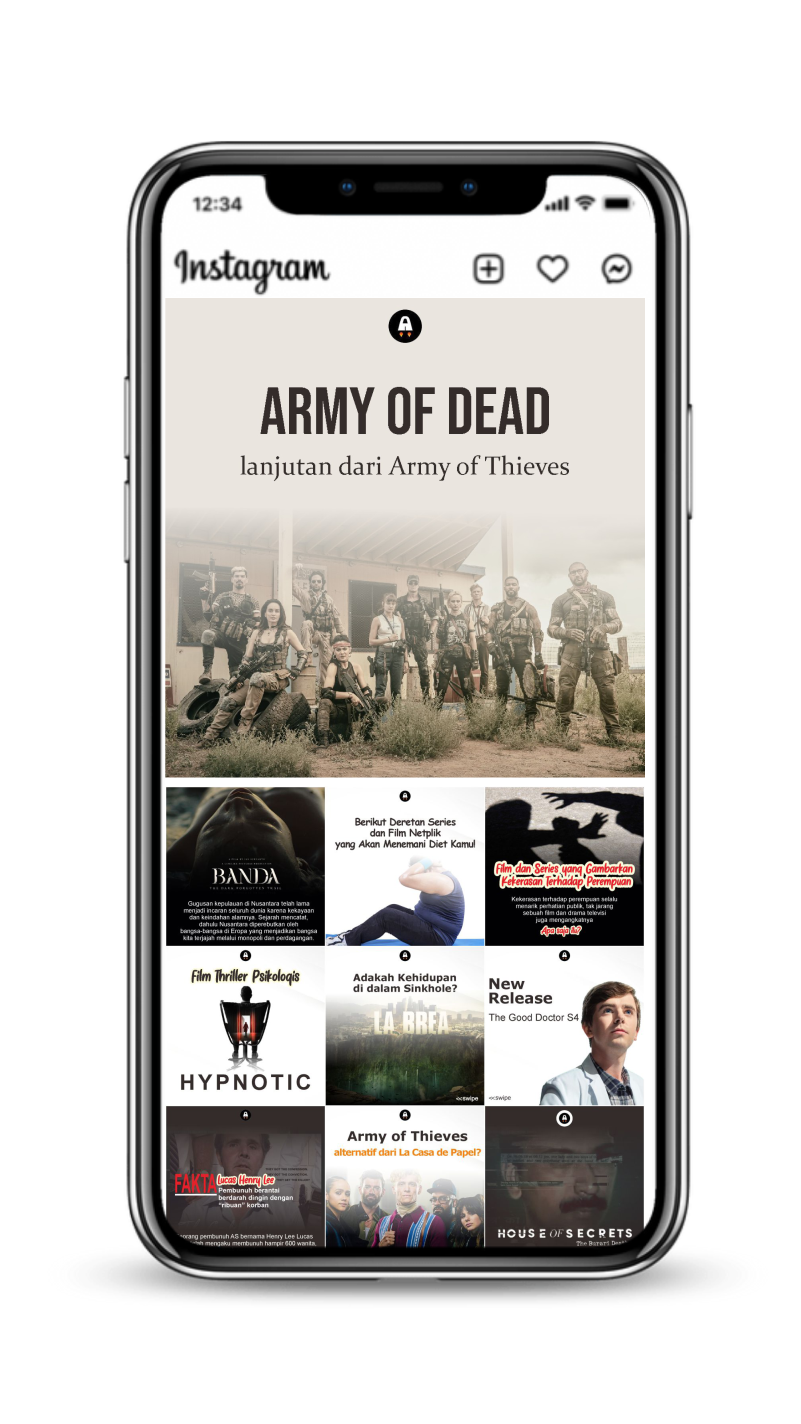 12:34
Instagram
ARMY OF DEAD
lanjutan dari Army of Thieves
BANDA
THE DARK FORGOTTEN TRAIL
Gugusan kepulauan di Nusantara telah lama
menjadi incaran seluruh dunia karena kekayaan
dan keindahan alamnya. Sejarah mencatat,
dahulu Nusantara diperebutkan oleh
bangsa-bangsa di Eropa yang menjadikan bangsa
kita terjajah melalui monopoli dan perdagangan.
Berikut Deretan Series
dan Film Netplik
yang Akan Menemani Diet Kamu!
Film dan Series yang Gambarkan
Kekerasan Terhadap Perempuan
Kekerasan terhadap perempuan selalu
menarik perhatian publik, tak jarang
sebuah film dan drama televisi
juga mengangkatnya
Apa saja itu?
Film Thriller Psikologis
HYPNOTIC
Adakah Kehidupan
di dalam Sinkhole?
LA BREA
<<swipe
New
Release
The Good Doctor S4
<<swipe
FAKTA Lucas Henry Lee
Pembunuh berantai
berdarah dingin dengan
"ribuan" korban
orang pembunuh AS bernama Henry Lee Lucas
lah mengaku membunuh hampir 600 wanita,
Army of Thieves
alternatif dari La Casa de Papel?
HOUSE OF SECRETS
The Burari